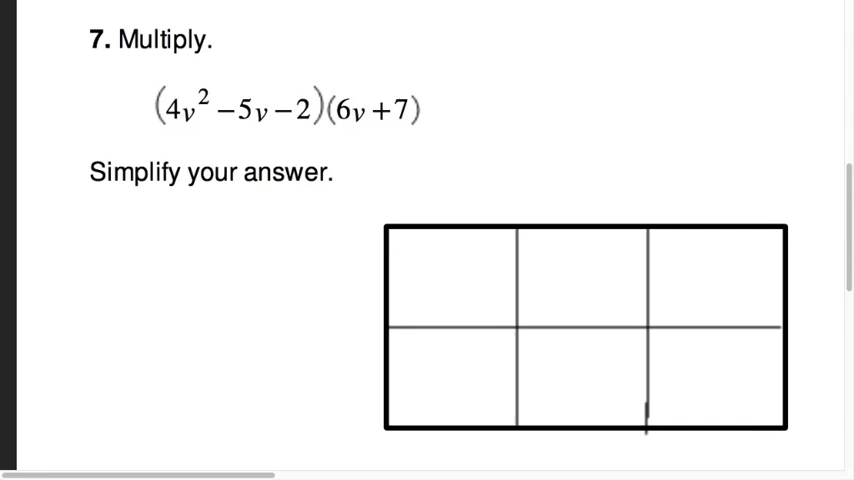 7. Multiply.
(4v² −5v −2)(6v +7)
Simplify your answer.